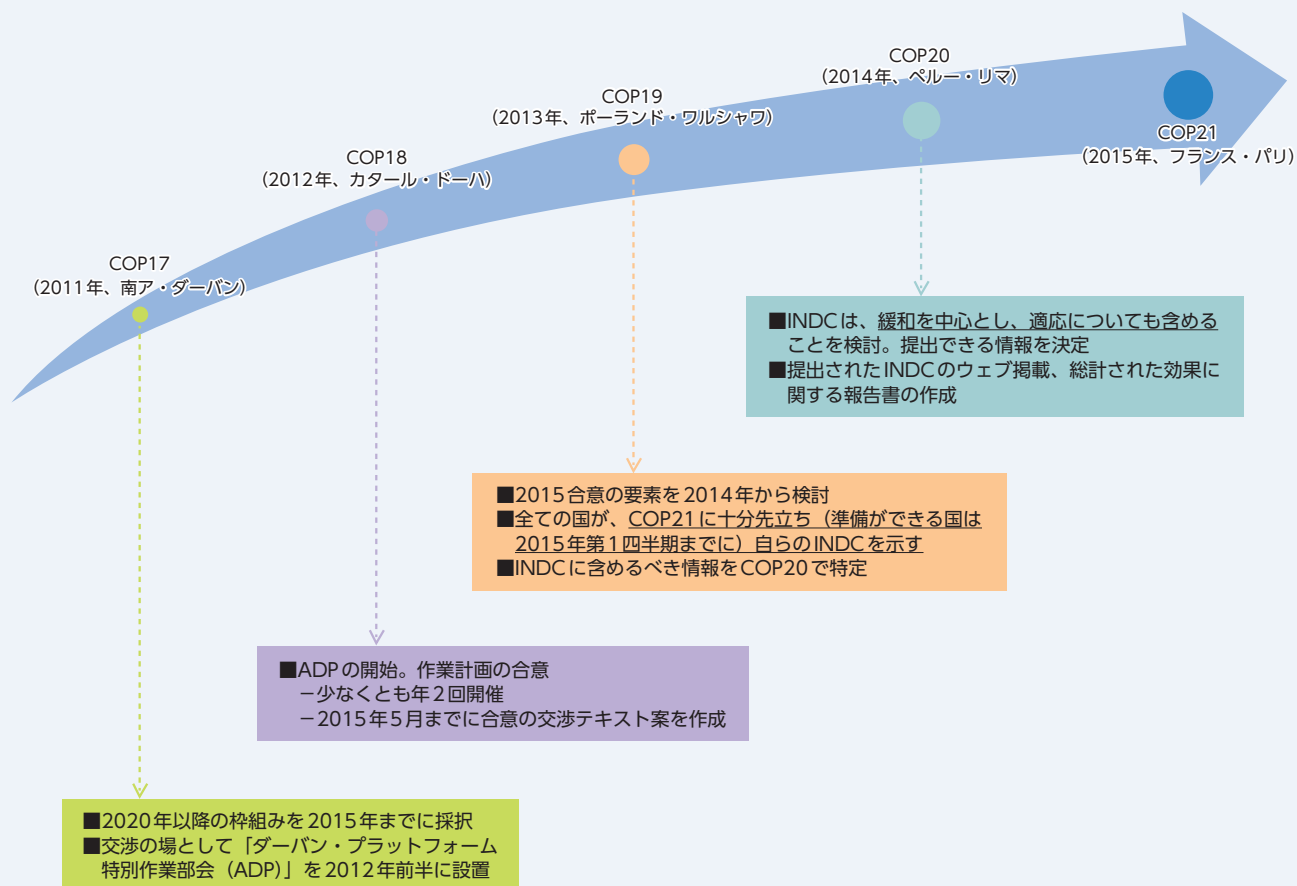 COP17
（2011年、南ア・ダーバン）
COP18
（2012年、カタール・ドーハ）
COP19
（2013年、ポーランド・ワルシャワ）
COP20
（2014年、ペルー・リマ）
COP21
（2015年、フランス・パリ）
■INDCは、緩和を中心とし、適応についても含める
ことを検討。提出できる情報を決定
■提出されたINDCのウェブ掲載、総計された効果に
関する報告書の作成
■2015合意の要素を2014年から検討
■全ての国が、COP21に十分先立ち（準備ができる国は
2015年第1四半期までに）自らのINDCを示す
■INDCに含めるべき情報をCOP20で特定
■ADPの開始。作業計画の合意
－少なくとも年2回開催
－2015年5月までに合意の交渉テキスト案を作成
■2020年以降の枠組みを2015年までに採択
■交渉の場として「ダーバン・プラットフォーム
特別作業部会（ADP）」を2012年前半に設置